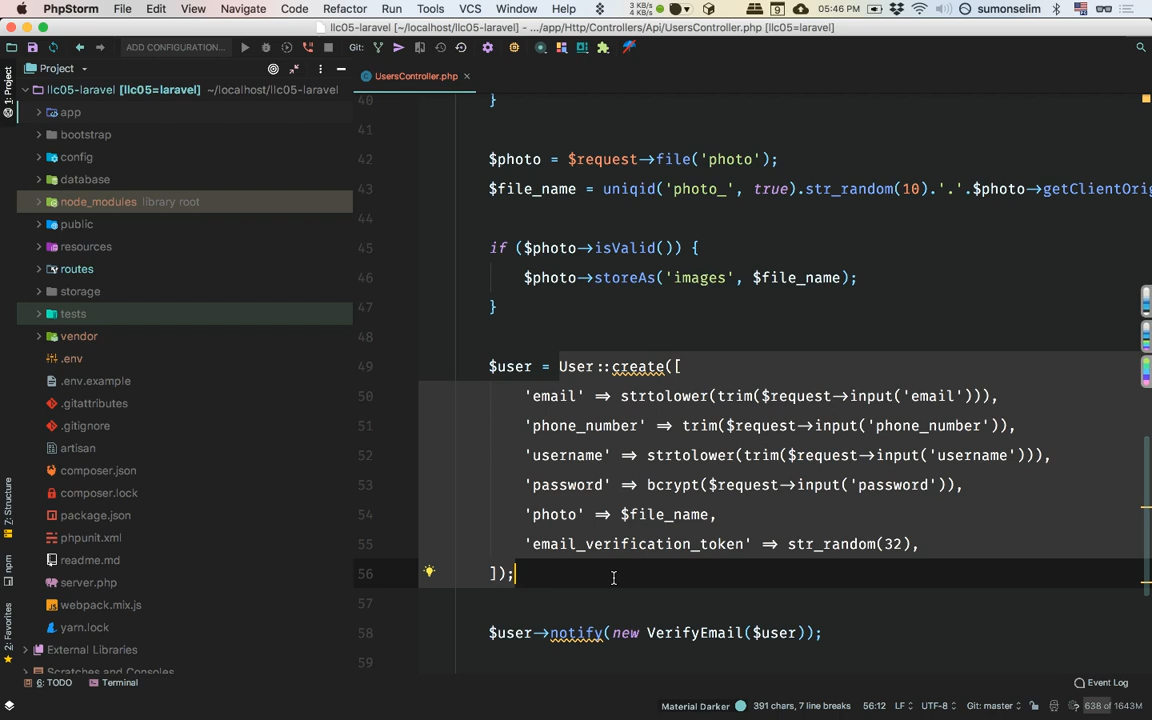 PhpStorm File Edit View Navigate Code Refactor Run Tools VCS Window Help 3 KB/s 4 KB/s 9 05:46 PM sumonselim
llc05-laravel [~/localhost/llc05-laravel] - .../app/Http/Controllers/Api/UsersController.php [llc05=laravel]
ADD CONFIGURATION... Git:
Project
UsersController.php
1: Project
7: Structure
npm
2: Favorites
llc05-laravel [llc05=laravel] ~/localhost/llc05-laravel
app
bootstrap
config
database
node_modules library root
public
resources
routes
storage
tests
vendor
.env
.env.example
.gitattributes
.gitignore
artisan
composer.json
composer.lock
package.json
phpunit.xml
readme.md
server.php
webpack.mix.js
yarn.lock
External Libraries
Scratches and Consoles
40 }
41
42 $photo = $request->file('photo');
43 $file_name = uniqid('photo_', true).str_random(10).'.'.$photo->getClientOrig
44
45 if ($photo->isValid()) {
46 $photo->storeAs('images', $file_name);
47 }
48
49 $user = User::create([
50 'email' => strtolower(trim($request->input('email'))),
51 'phone_number' => trim($request->input('phone_number')),
52 'username' => strtolower(trim($request->input('username'))),
53 'password' => bcrypt($request->input('password')),
54 'photo' => $file_name,
55 'email_verification_token' => str_random(32),
56 ]);
57
58 $user->notify(new VerifyEmail($user));
59
6: TODO Terminal Event Log
Material Darker 391 chars, 7 line breaks 56:12 LF UTF-8 Git: master 638 of 1643M